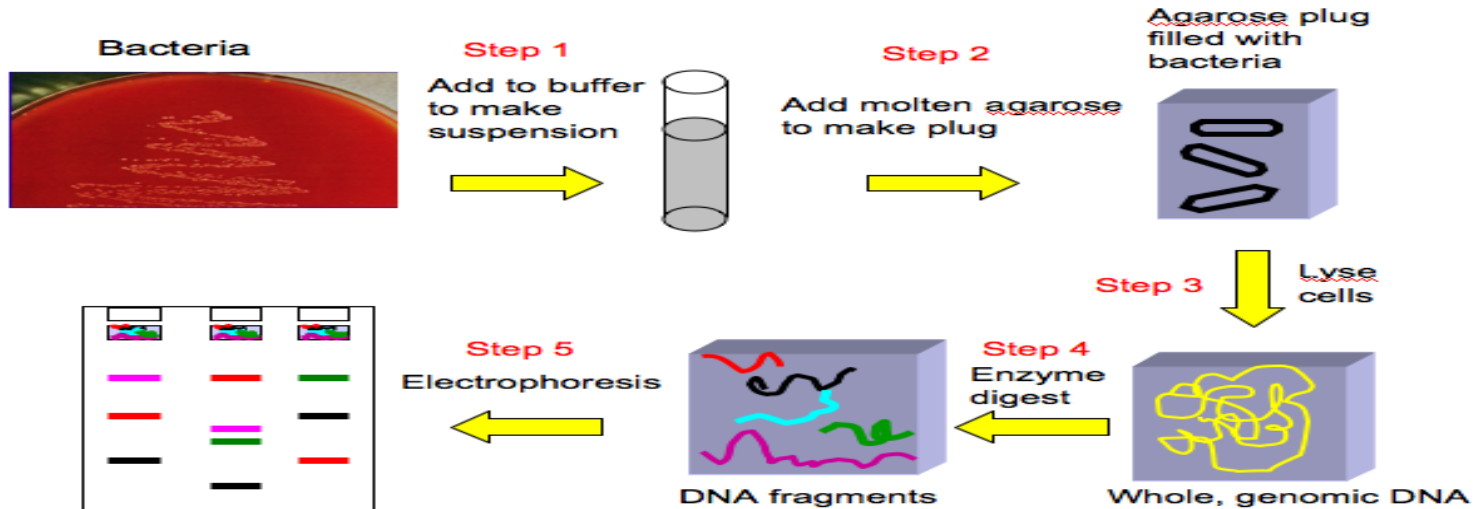 Bacteria
Step 1
Add to buffer
to make
suspension
Step 2
Add molten agarose
to make plug
Agarose plug
filled with
bacteria
Step 3
Lyse
cells
Whole, genomic DNA
Step 4
Enzyme
digest
DNA fragments
Step 5
Electrophoresis